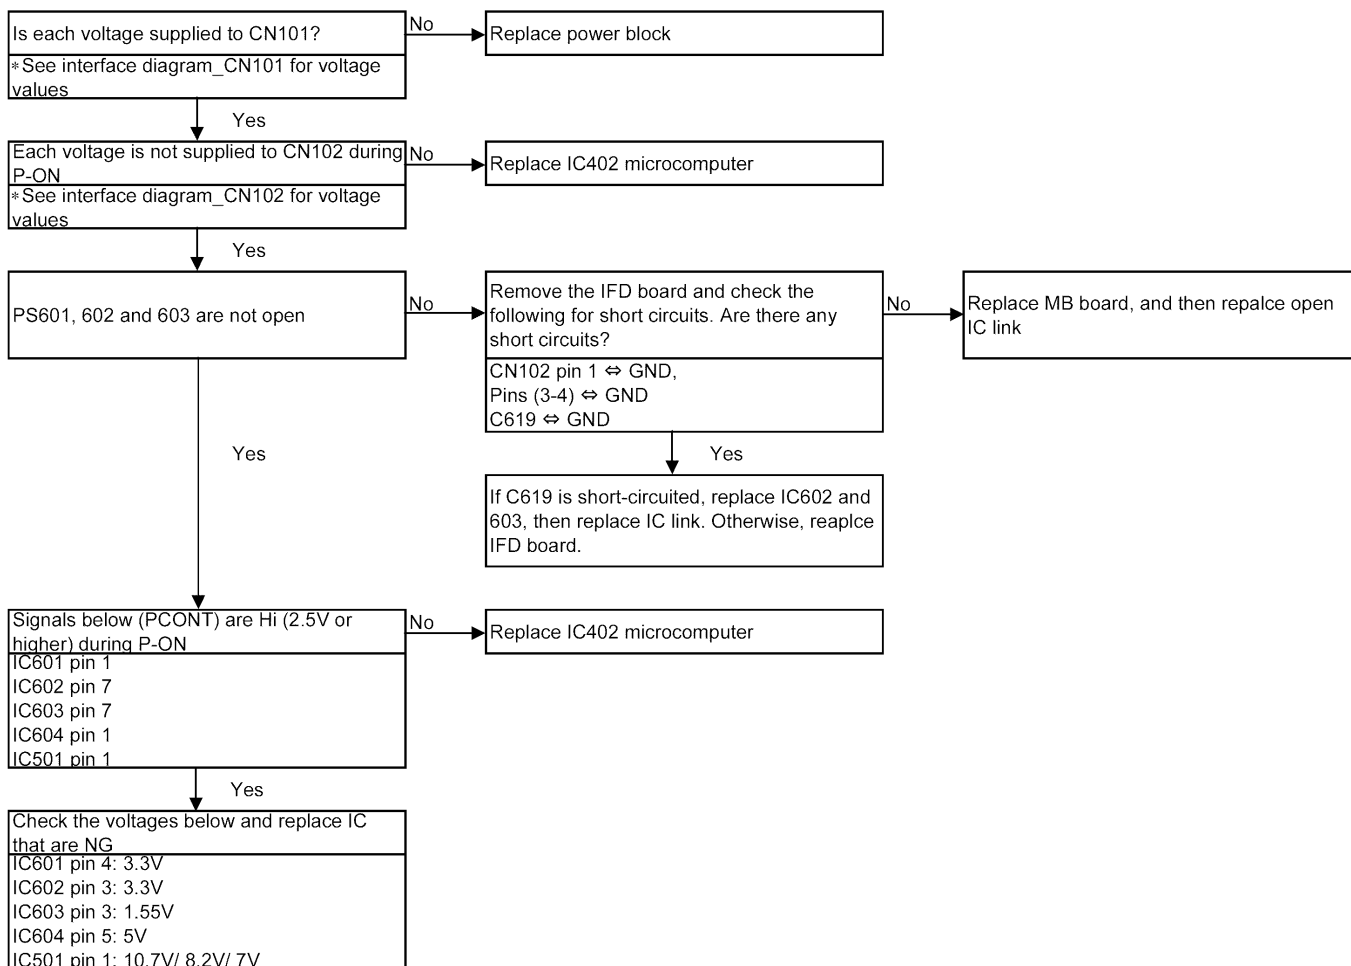 Is each voltage supplied to CN101?
No
Replace power block
*See interface diagram_CN101 for voltage
values
Yes
Each voltage is not supplied to CN102 during
P-ON
No
Replace IC402 microcomputer
*See interface diagram_CN102 for voltage
values
Yes
PS601, 602 and 603 are not open
No
Remove the IFD board and check the
following for short circuits. Are there any
short circuits?
No
Replace MB board, and then repalce open
IC link
CN102 pin 1 ⇔ GND,
Pins (3-4) ⇔ GND
C619 ⇔ GND
Yes
Yes
If C619 is short-circuited, replace IC602 and
603, then replace IC link. Otherwise, reaplce
IFD board.
Signals below (PCONT) are Hi (2.5V or
higher) during P-ON
No
Replace IC402 microcomputer
IC601 pin 1
IC602 pin 7
IC603 pin 7
IC604 pin 1
IC501 pin 1
Yes
Check the voltages below and replace IC
that are NG
IC601 pin 4: 3.3V
IC602 pin 3: 3.3V
IC603 pin 3: 1.55V
IC604 pin 5: 5V
IC501 pin 1: 10.7V/ 8.2V/ 7V